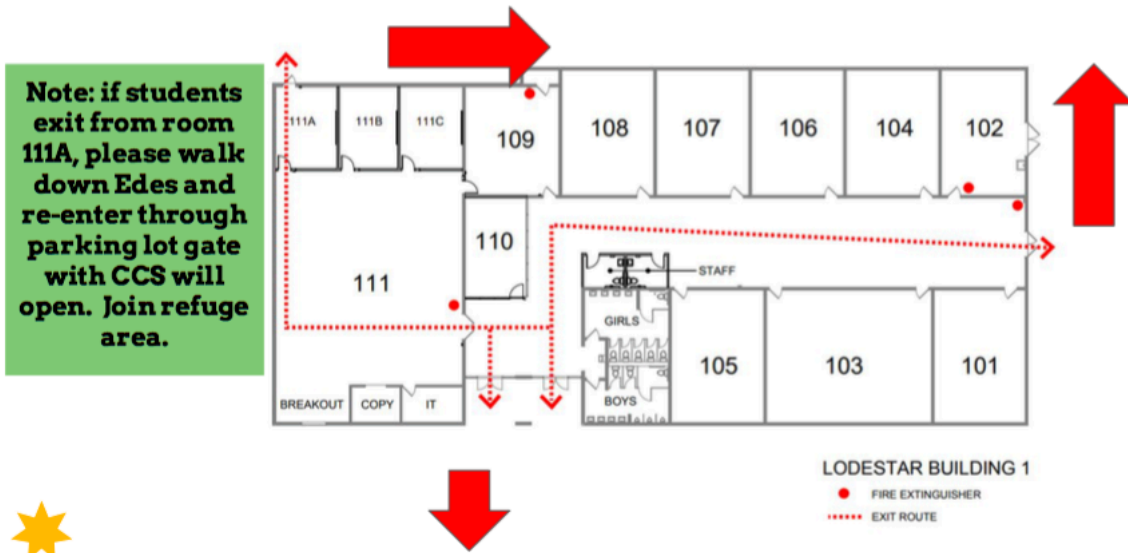 Note: if students
exit from room
111A, please walk
down Edes and
re-enter through
parking lot gate
with CCS will
open. Join refuge
area.
111A
111B
111C
109
108
107
106
104
102
110
111
STAFF
GIRLS
BOYS
105
103
101
BREAKOUT
COPY
IT
LODESTAR BUILDING 1
FIRE EXTINGUISHER
EXIT ROUTE